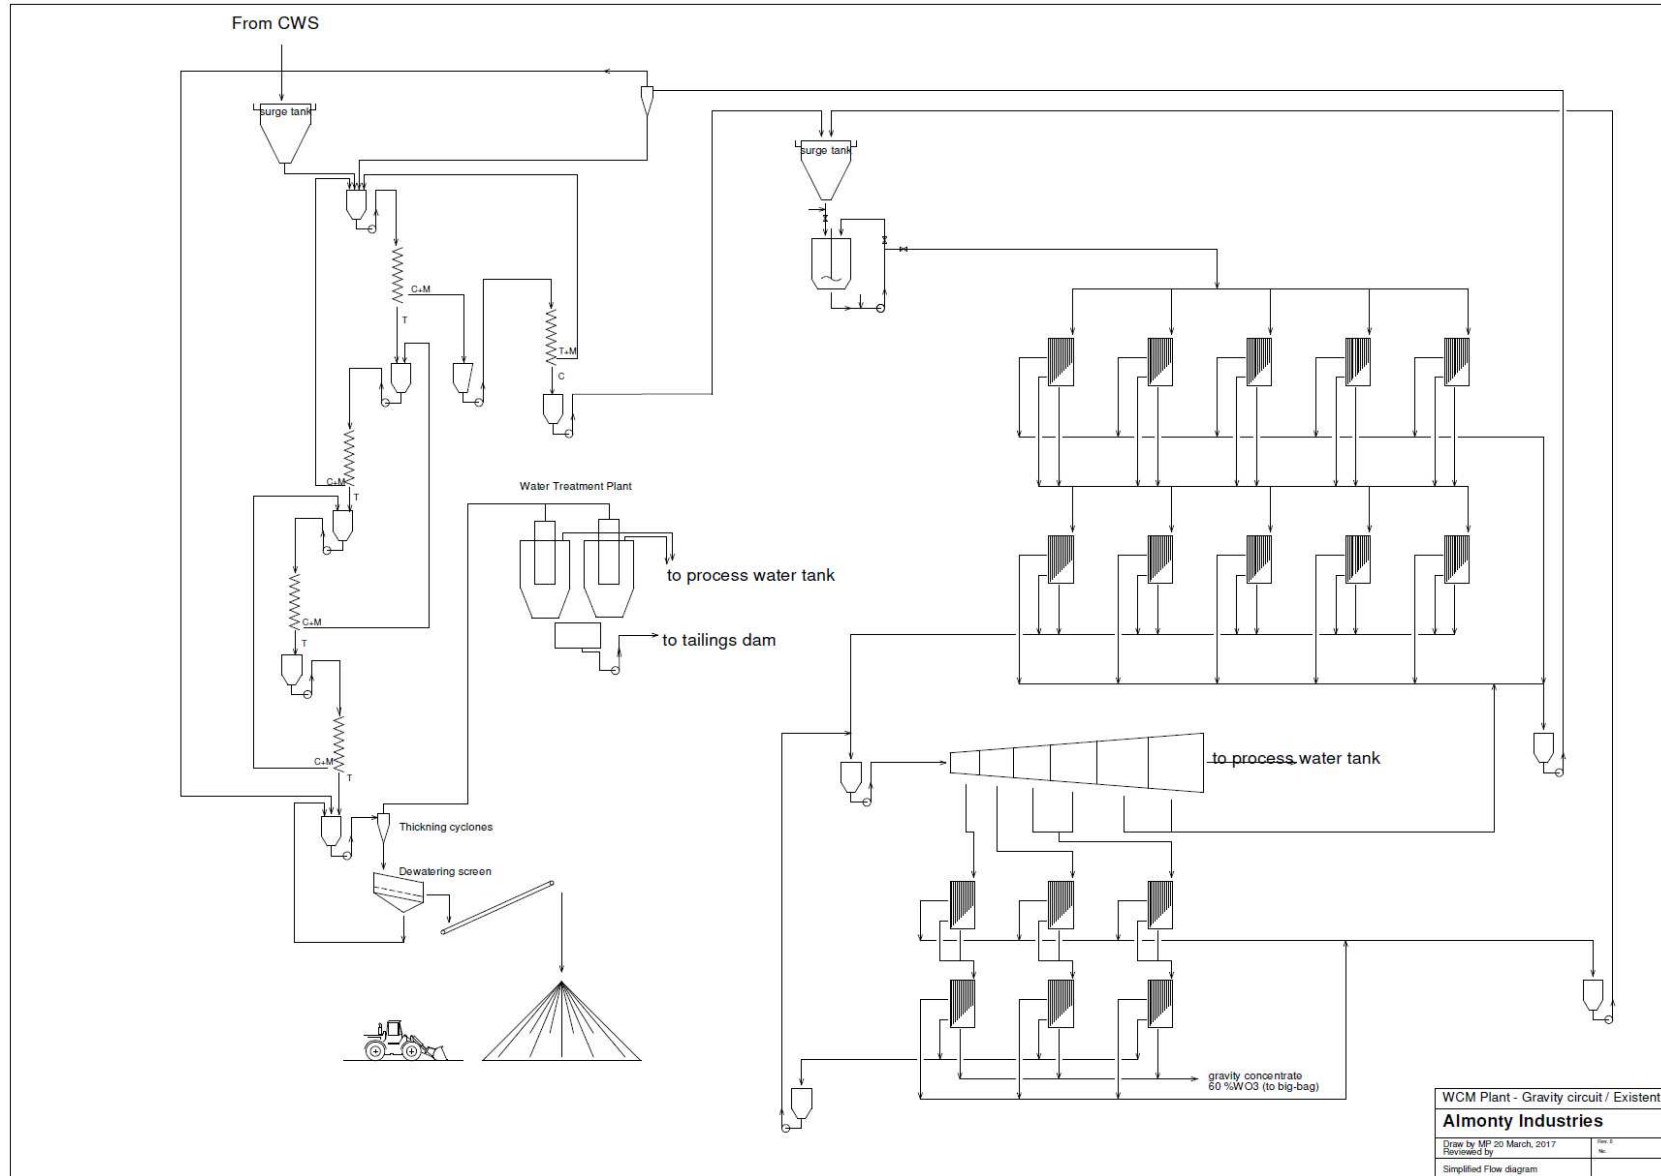 From CWS
surge tank
surge tank
C+M
T
T+M
C
C+M
T
Water Treatment Plant
to process water tank
C+M
T
to tailings dam
C+M
T
to process water tank
Thickning cyclones
Dewatering screen
gravity concentrate
60 %WO3 (to big-bag)
WCM Plant - Gravity circuit / Existent
Almonty Industries
Draw by MP 20 March, 2017
Reviewed by
Simplified Flow diagram